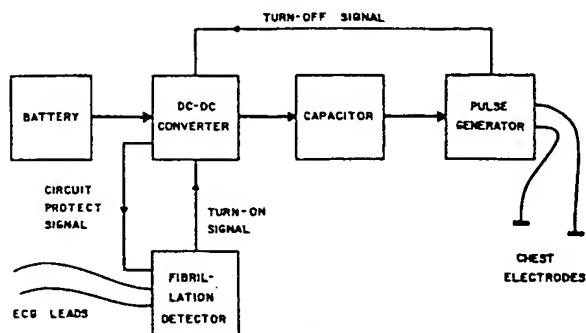 TURN-OFF SIGNAL
BATTERY
DC-DC
CONVERTER
CAPACITOR
PULSE
GENERATOR
CIRCUIT
PROTECT
SIGNAL
TURN-ON
SIGNAL
FIBRIL-
LATION
DETECTOR
ECG LEADS
CHEST
ELECTRODES